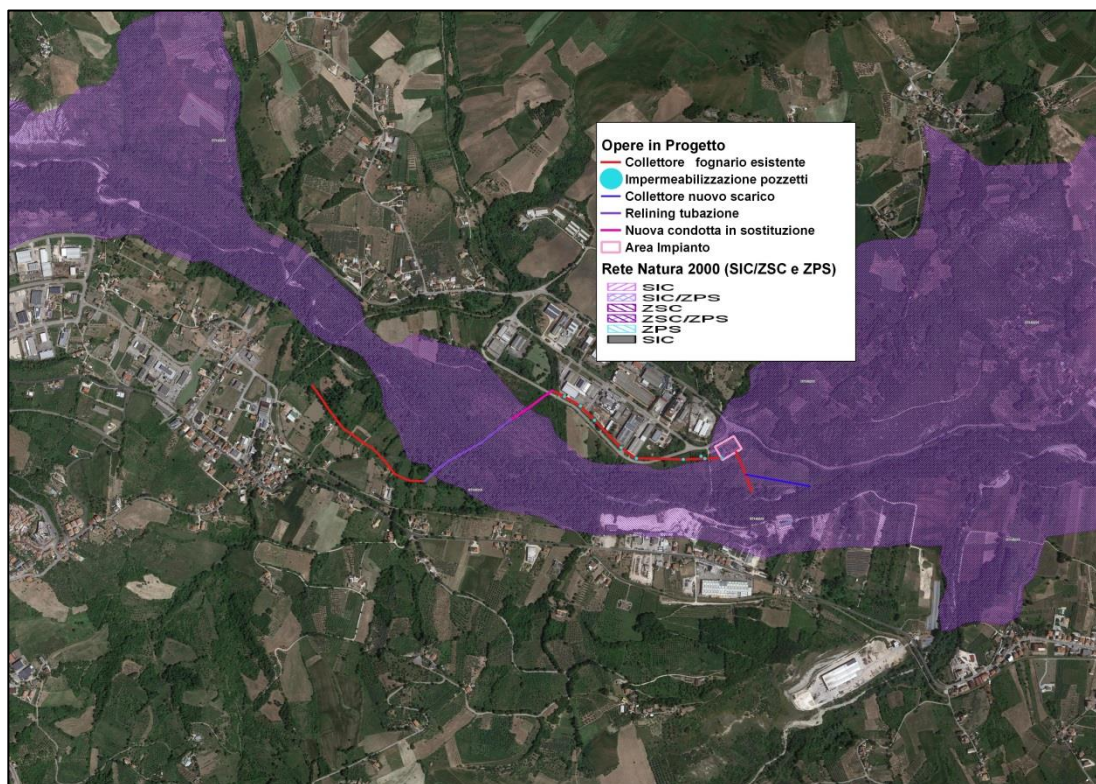 Opere in Progetto
Collettore fognario esistente
Impermeabilizzazione pozzetti
Collettore nuovo scarico
Relining tubazione
Nuova condotta in sostituzione
Area Impianto
Rete Natura 2000 (SIC/ZSC e ZPS)
SIC
SIC/ZPS
ZSC
ZSC/ZPS
ZPS
SIC